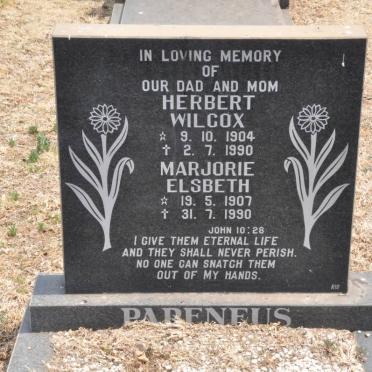 IN LOVING MEMORY
OF
OUR DAD AND MOM
HERBERT
WILCOX
☆ 9. 10. 1904
✝ 2. 7. 1990
MARJORIE
ELSBETH
☆ 19. 5. 1907
✝ 31. 7. 1990
JOHN 10:28
I GIVE THEM ETERNAL LIFE
AND THEY SHALL NEVER PERISH.
NO ONE CAN SNATCH THEM
OUT OF MY HANDS.
PAPENFUS